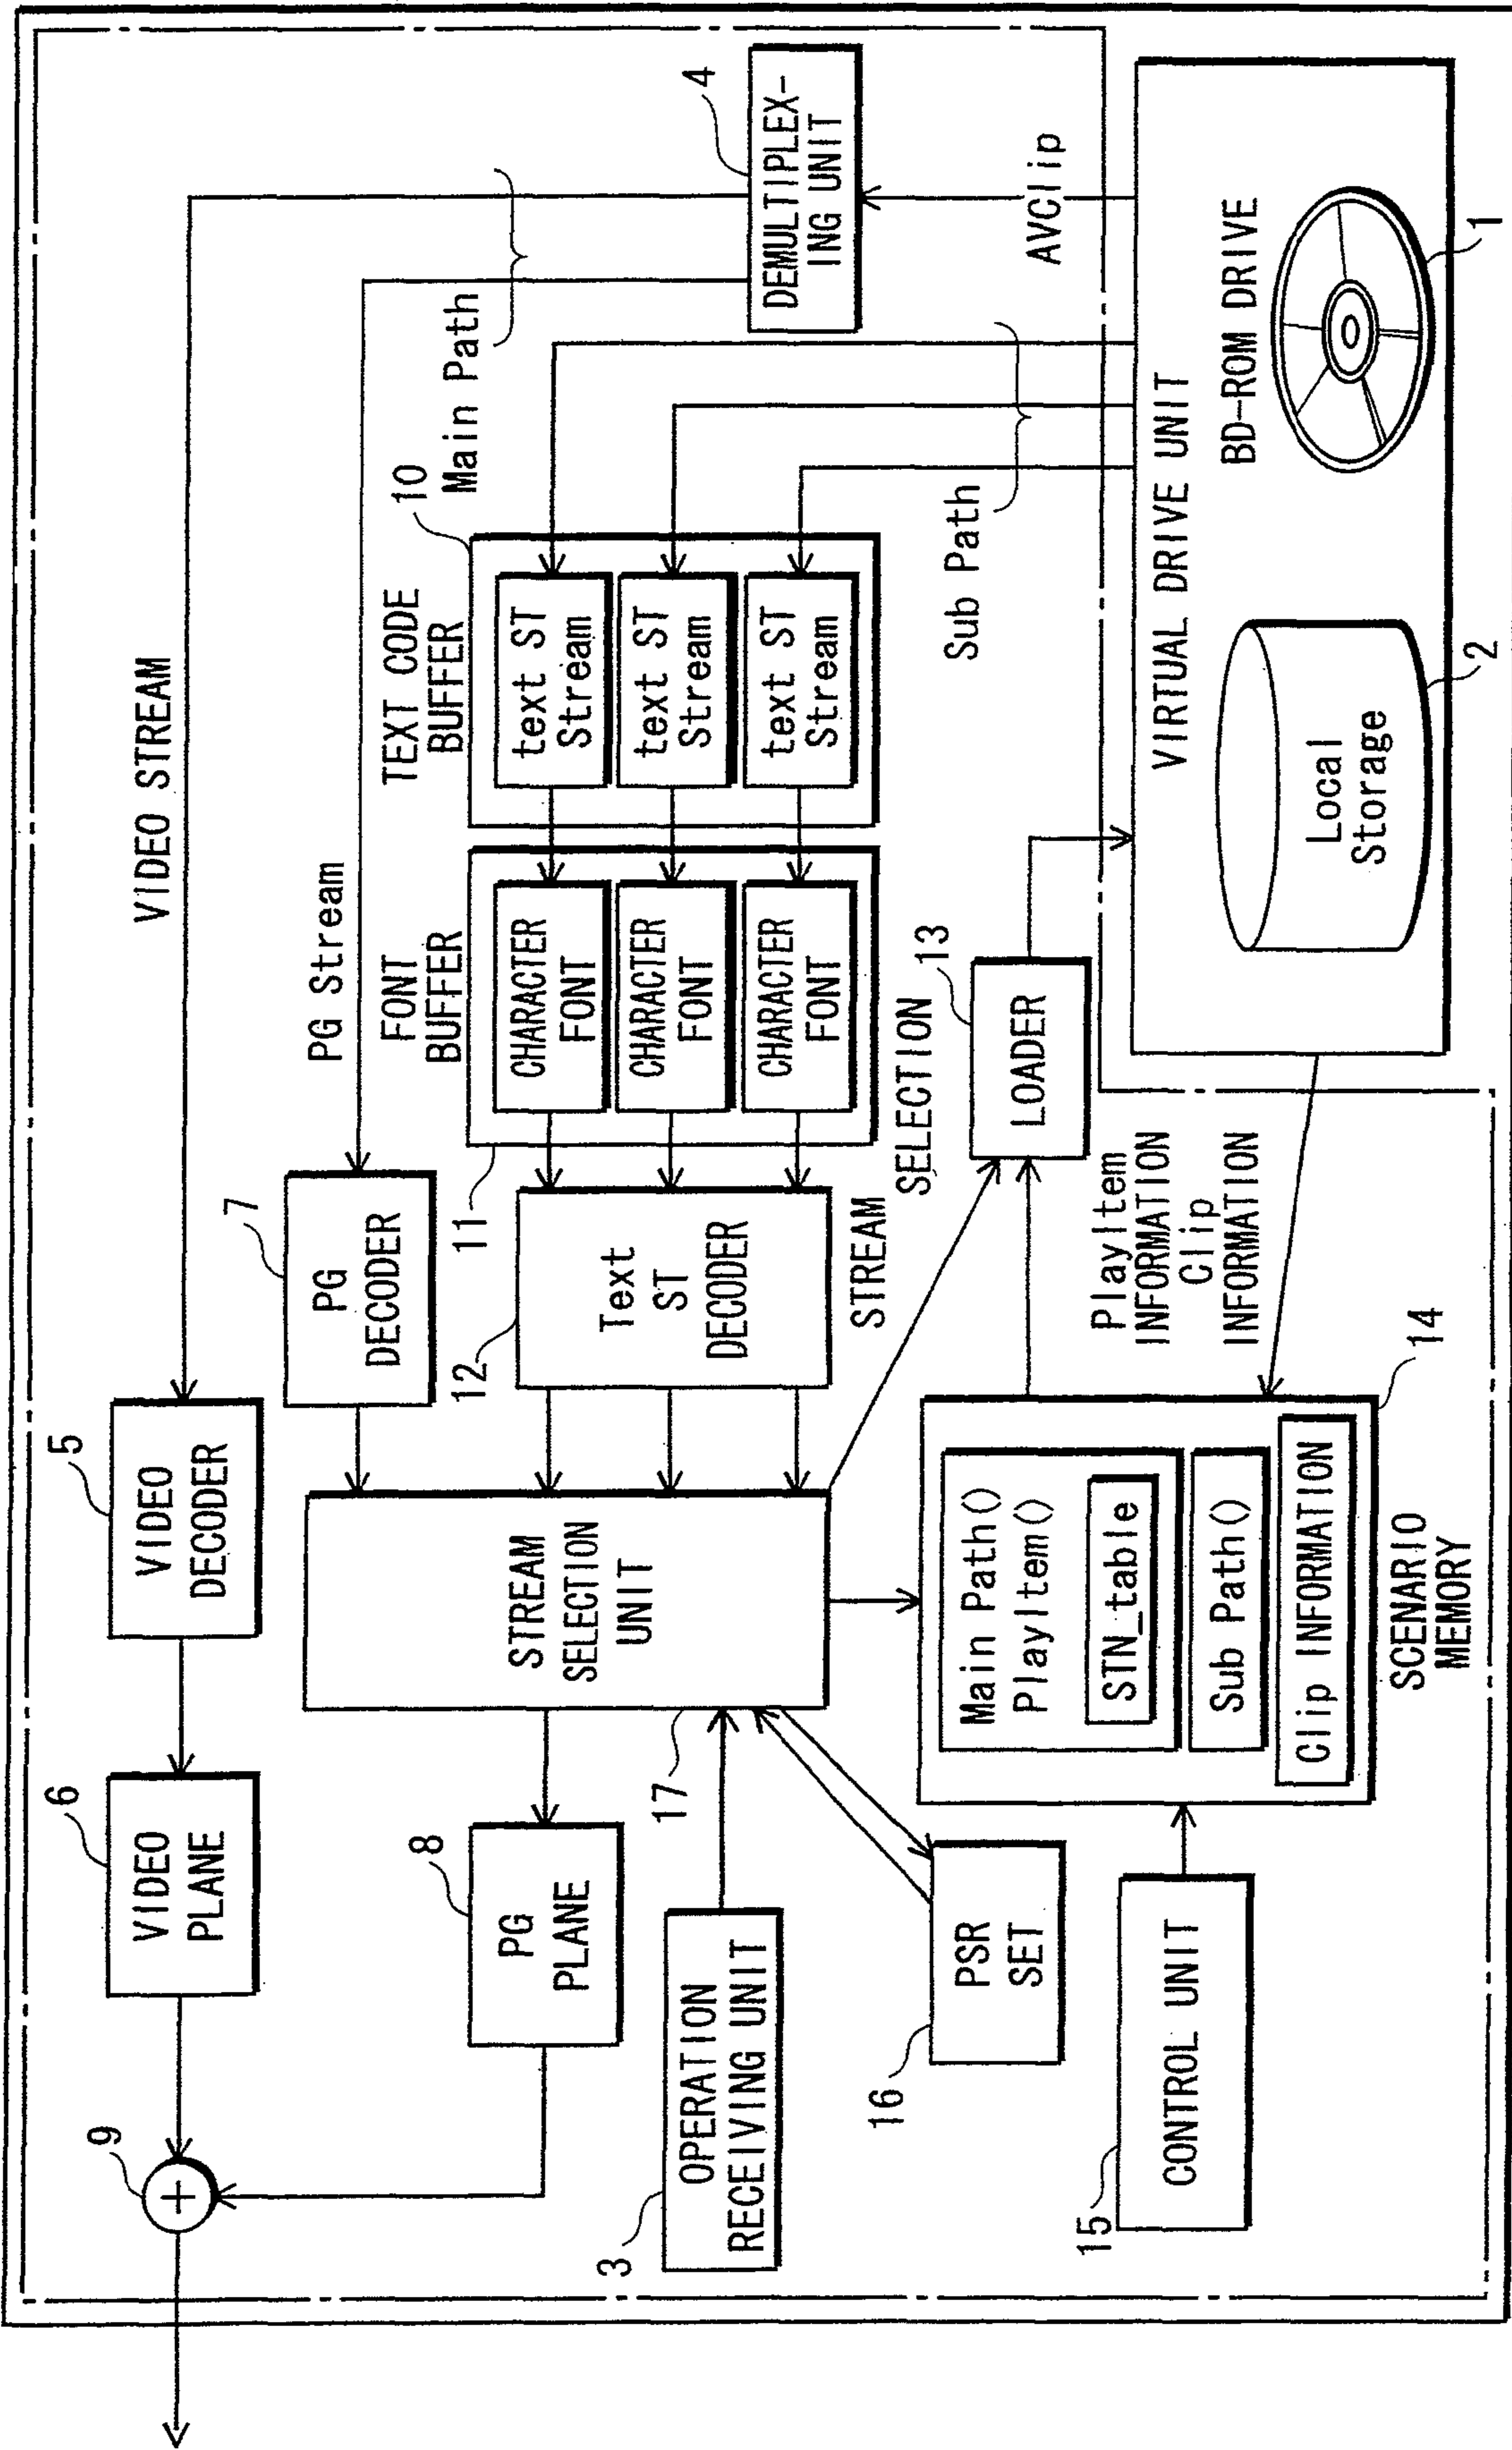 9
6
VIDEO
PLANE
5
VIDEO
DECODER
VIDEO STREAM
8
PG
PLANE
7
PG
DECODER
PG Stream
Main Path
4
DEMULTIPLEX-
ING UNIT
AVClip
17
STREAM
SELECTION
UNIT
3
OPERATION
RECEIVING UNIT
12
Text
ST
DECODER
11
FONT
BUFFER
CHARACTER
FONT
CHARACTER
FONT
CHARACTER
FONT
10
TEXT CODE
BUFFER
text ST
Stream
text ST
Stream
text ST
Stream
Sub Path
16
PSR
SET
STREAM
SELECTION
13
LOADER
15
CONTROL UNIT
14
Main Path()
PlayItem()
STN_table
Sub Path()
Clip INFORMATION
SCENARIO
MEMORY
PlayItem
INFORMATION
Clip
INFORMATION
VIRTUAL DRIVE UNIT
Local
Storage
2
BD-ROM DRIVE
1